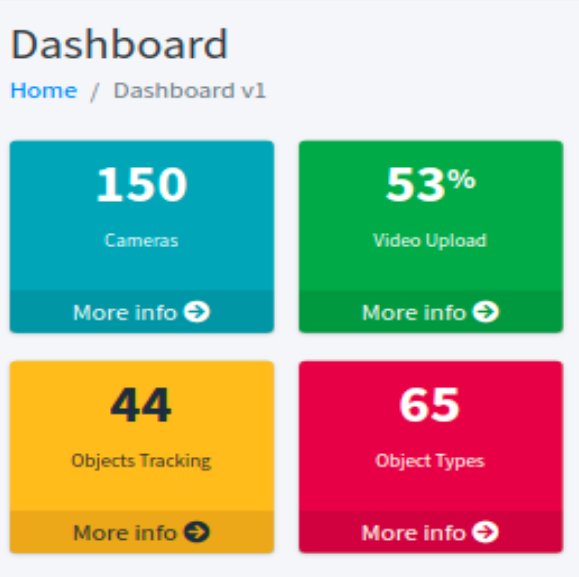 Dashboard
Home / Dashboard v1
150
Cameras
More info
53%
Video Upload
More info
44
Objects Tracking
More info
65
Object Types
More info